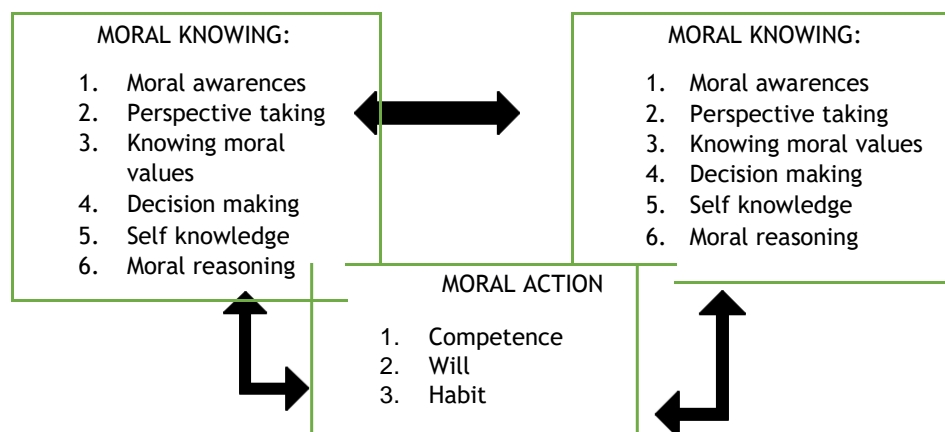 MORAL KNOWING:
1. Moral awarences
2. Perspective taking
3. Knowing moral
values
4. Decision making
5. Self knowledge
6. Moral reasoning
MORAL KNOWING:
1. Moral awarences
2. Perspective taking
3. Knowing moral values
4. Decision making
5. Self knowledge
6. Moral reasoning
MORAL ACTION
1. Competence
2. Will
3. Habit